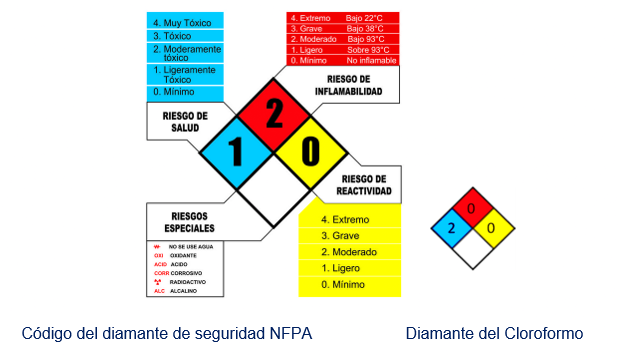 4. Muy Tóxico
3. Tóxico
2. Moderamente
tóxico
1. Ligeramente
Tóxico
0. Mínimo
4. Extremo Bajo 22°C
3. Grave Bajo 38°C
2. Moderado Bajo 93°C
1. Ligero Sobre 93°C
0. Mínimo No inflamable
RIESGO DE
SALUD
RIESGO DE
INFLAMABILIDAD
2
1
0
RIESGO DE
REACTIVIDAD
RIESGOS
ESPECIALES
W NO SE USE AGUA
OXI OXIDANTE
ACID ACIDO
CORR CORROSIVO
RADIOACTIVO
ALC ALCALINO
4. Extremo
3. Grave
2. Moderado
1. Ligero
0. Mínimo
0
2
0
Código del diamante de seguridad NFPA
Diamante del Cloroformo